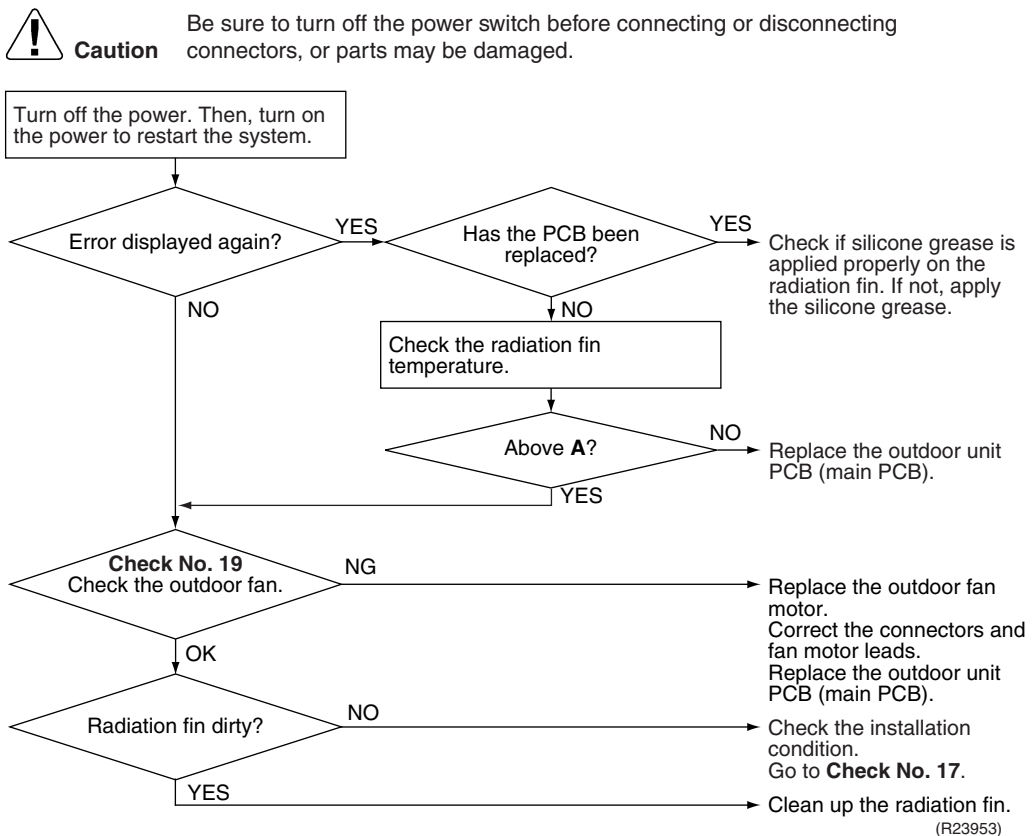 Be sure to turn off the power switch before connecting or disconnecting
Caution connectors, or parts may be damaged.
Turn off the power. Then, turn on
the power to restart the system.
Error displayed again?
YES
Has the PCB been
replaced?
YES
Check if silicone grease is
applied properly on the
radiation fin. If not, apply
the silicone grease.
NO
NO
Check the radiation fin
temperature.
Above A?
NO
Replace the outdoor unit
PCB (main PCB).
YES
Check No. 19
Check the outdoor fan.
NG
Replace the outdoor fan
motor.
Correct the connectors and
fan motor leads.
Replace the outdoor unit
PCB (main PCB).
OK
Radiation fin dirty?
NO
Check the installation
condition.
Go to Check No. 17.
YES
Clean up the radiation fin.
(R23953)